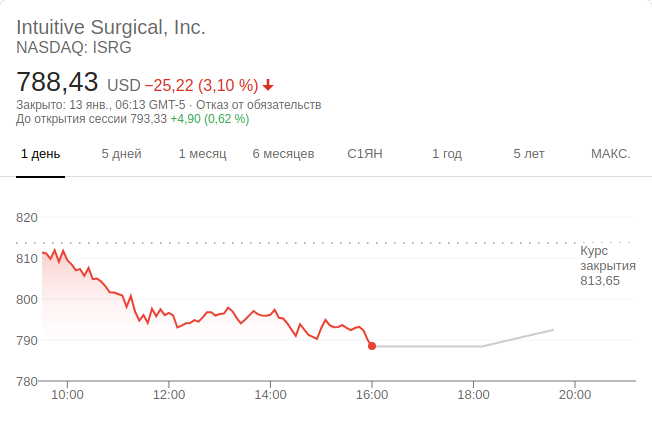 Intuitive Surgical, Inc.
NASDAQ: ISRG
788,43 USD −25,22 (3,10 %)
Закрыто: 13 янв., 06:13 GMT-5 · Отказ от обязательств
До открытия сессии 793,33 +4,90 (0,62 %)
1 день 5 дней 1 месяц 6 месяцев С1ЯН 1 год 5 лет МАКС.
820
810
800
790
780
Курс
закрытия
813,65
10:00 12:00 14:00 16:00 18:00 20:00